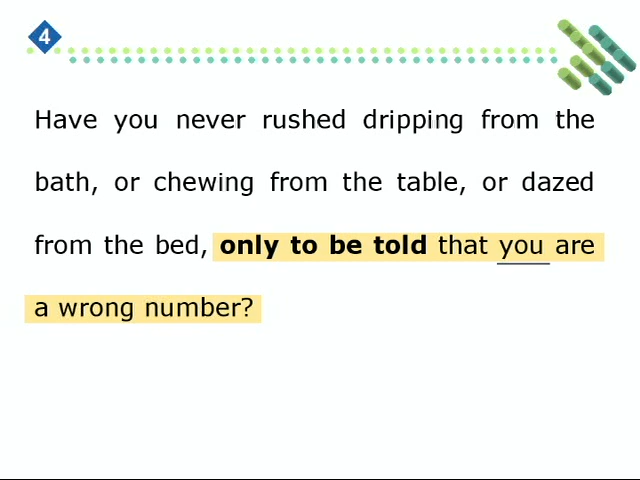 4
Have you never rushed dripping from the
bath, or chewing from the table, or dazed
from the bed, only to be told that you are
a wrong number?